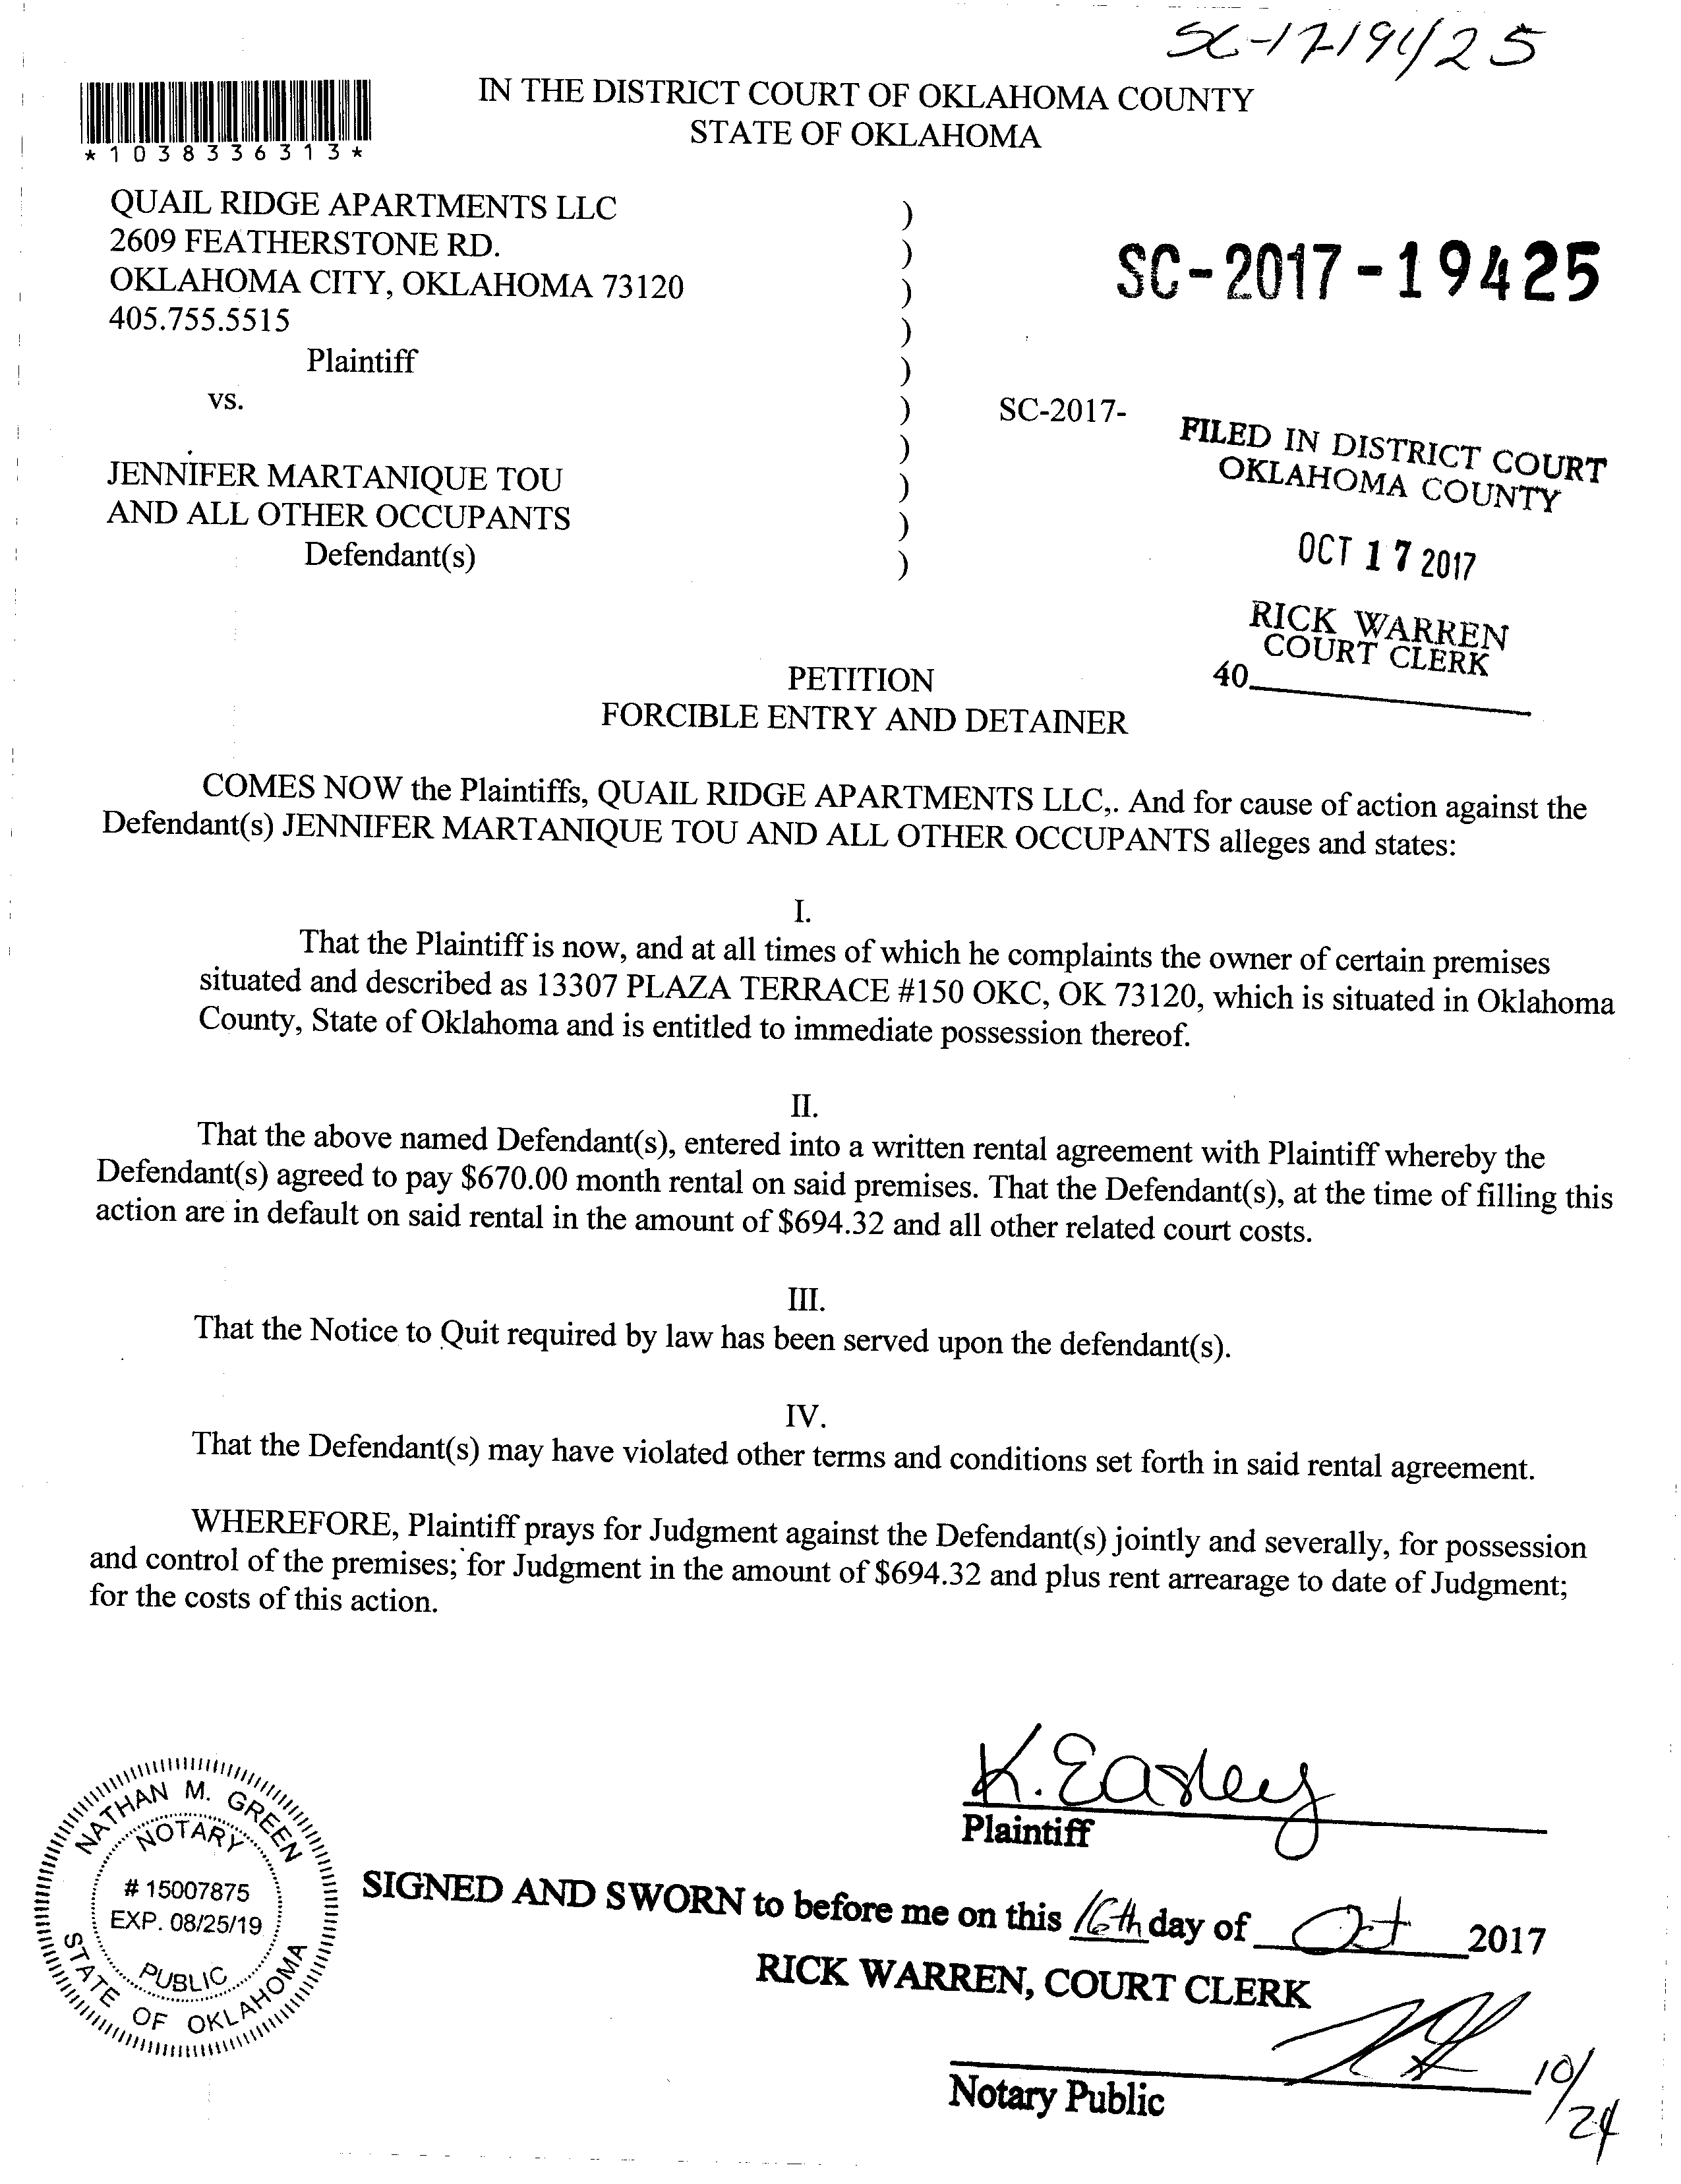 SC-17-19425
IN THE DISTRICT COURT OF OKLAHOMA COUNTY
STATE OF OKLAHOMA
*1038336313*
QUAIL RIDGE APARTMENTS LLC )
2609 FEATHERSTONE RD. )
OKLAHOMA CITY, OKLAHOMA 73120 )
405.755.5515 )
Plaintiff )
vs. )
)
JENNIFER MARTANIQUE TOU )
AND ALL OTHER OCCUPANTS )
Defendant(s) )
SC-2017-19425
SC-2017-
FILED IN DISTRICT COURT
OKLAHOMA COUNTY
OCT 17 2017
RICK WARREN
COURT CLERK
40
PETITION
FORCIBLE ENTRY AND DETAINER
COMES NOW the Plaintiffs, QUAIL RIDGE APARTMENTS LLC,. And for cause of action against the
Defendant(s) JENNIFER MARTANIQUE TOU AND ALL OTHER OCCUPANTS alleges and states:
I.
That the Plaintiff is now, and at all times of which he complaints the owner of certain premises
situated and described as 13307 PLAZA TERRACE #150 OKC, OK 73120, which is situated in Oklahoma
County, State of Oklahoma and is entitled to immediate possession thereof.
II.
That the above named Defendant(s), entered into a written rental agreement with Plaintiff whereby the
Defendant(s) agreed to pay $670.00 month rental on said premises. That the Defendant(s), at the time of filling this
action are in default on said rental in the amount of $694.32 and all other related court costs.
III.
That the Notice to Quit required by law has been served upon the defendant(s).
IV.
That the Defendant(s) may have violated other terms and conditions set forth in said rental agreement.
WHEREFORE, Plaintiff prays for Judgment against the Defendant(s) jointly and severally, for possession
and control of the premises; for Judgment in the amount of $694.32 and plus rent arrearage to date of Judgment;
for the costs of this action.
K. Easley
Plaintiff
NATHAN M. GREEN
NOTARY
# 15007875
EXP. 08/25/19
PUBLIC
STATE OF OKLAHOMA
SIGNED AND SWORN to before me on this 16th day of Oct 2017
RICK WARREN, COURT CLERK
Notary Public
10/24